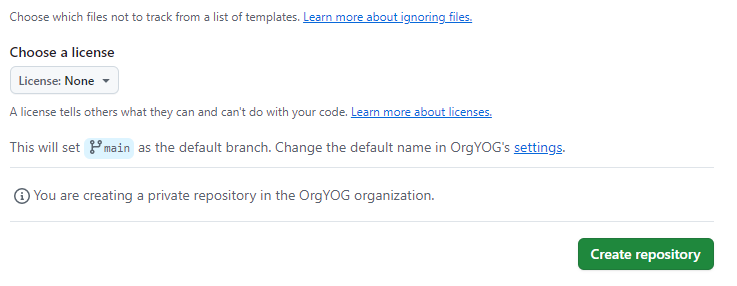 Choose which files not to track from a list of templates. Learn more about ignoring files.
Choose a license
License: None
A license tells others what they can and can't do with your code. Learn more about licenses.
This will set main as the default branch. Change the default name in OrgYOG's settings.
You are creating a private repository in the OrgYOG organization.
Create repository